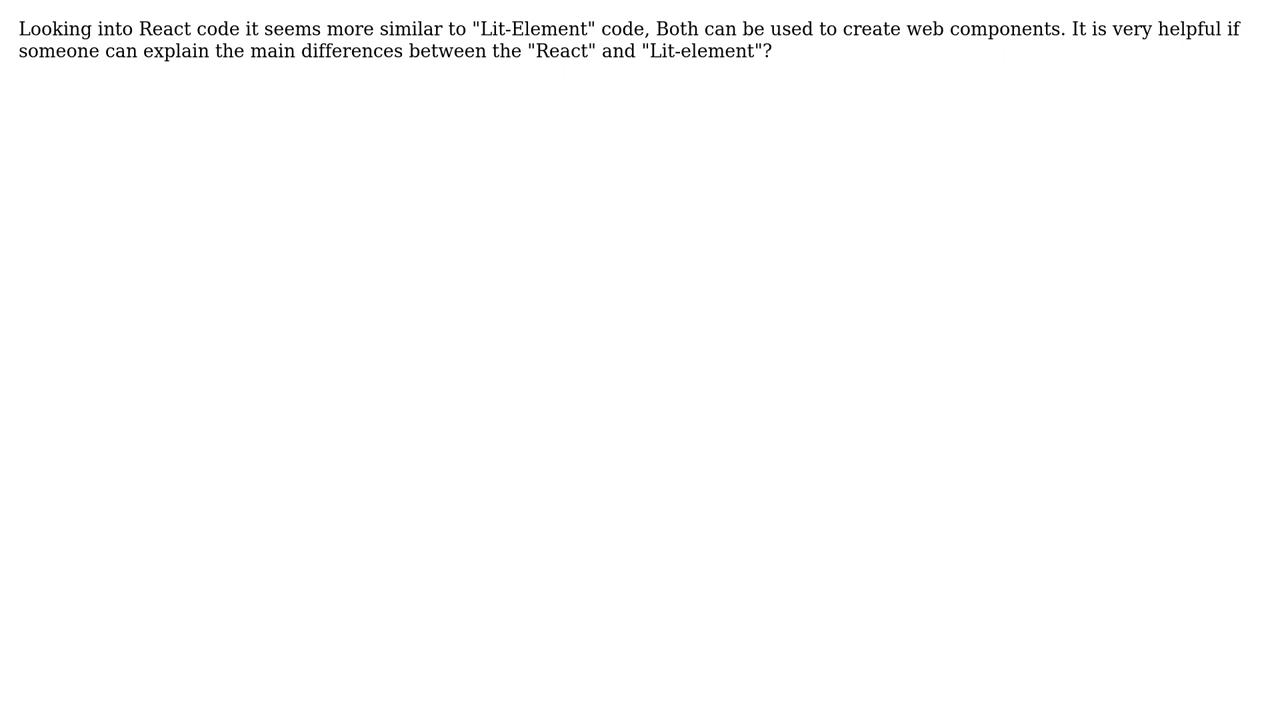 Looking into React code it seems more similar to "Lit-Element" code, Both can be used to create web components. It is very helpful if
someone can explain the main differences between the "React" and "Lit-element"?